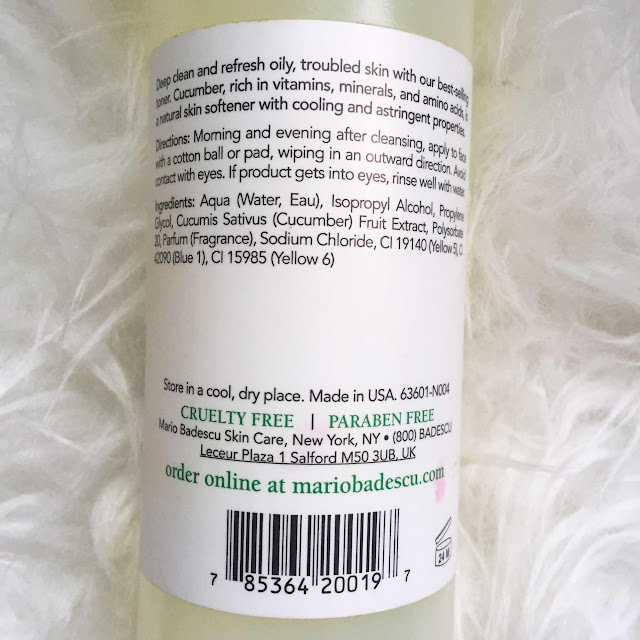 Deep clean and refresh oily, troubled skin with our best-selling
toner. Cucumber, rich in vitamins, minerals, and amino acids, is
a natural skin softener with cooling and astringent properties.
Directions: Morning and evening after cleansing, apply to face
with a cotton ball or pad, wiping in an outward direction. Avoid
contact with eyes. If product gets into eyes, rinse well with water.
Ingredients: Aqua (Water, Eau), Isopropyl Alcohol, Propylene
Glycol, Cucumis Sativus (Cucumber) Fruit Extract, Polysorbate
20, Parfum (Fragrance), Sodium Chloride, CI 19140 (Yellow 5), CI
42090 (Blue 1), CI 15985 (Yellow 6)
Store in a cool, dry place. Made in USA. 63601-N004
CRUELTY FREE | PARABEN FREE
Mario Badescu Skin Care, New York, NY • (800) BADESCU
Leceur Plaza 1 Salford M50 3UB, UK
order online at mariobadescu.com
24 M
7 85364 20019 7